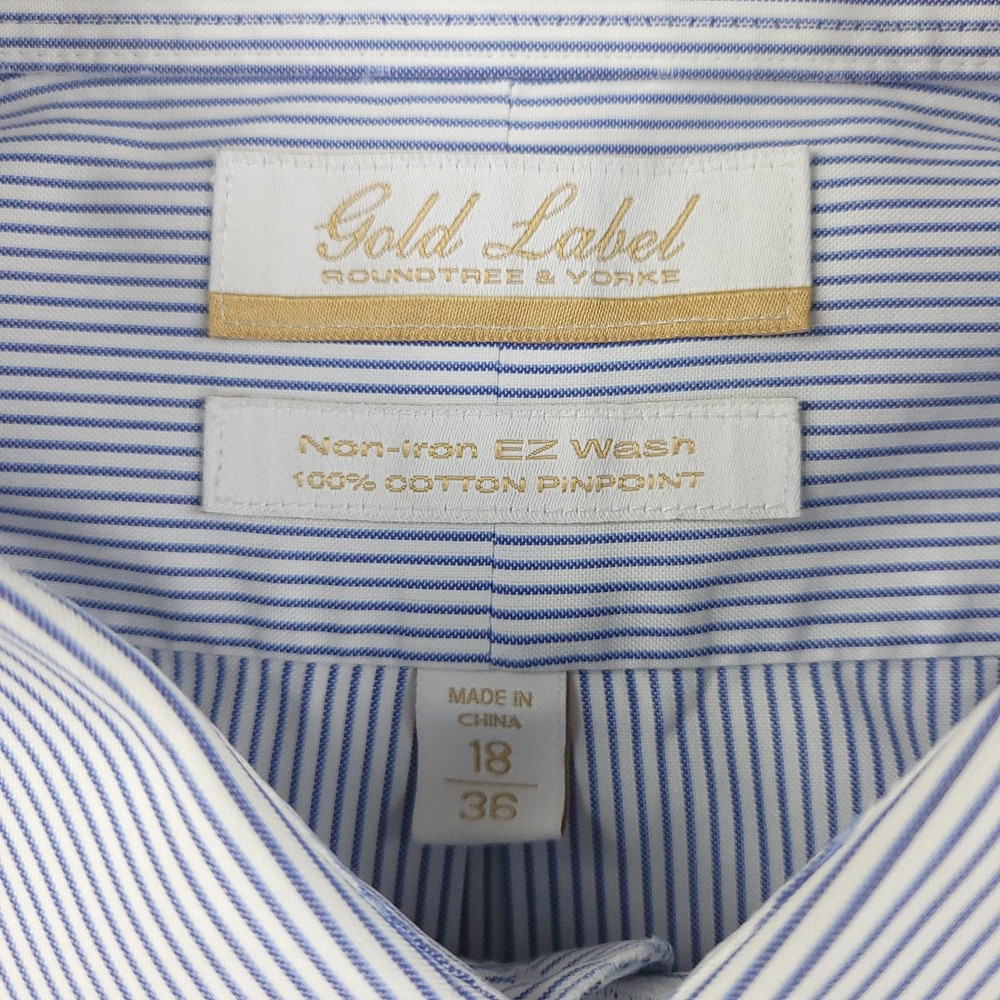 Gold Label
ROUNDTREE & YORKE
Non-Iron EZ Wash
100% COTTON PINPOINT
MADE IN
CHINA
18
36